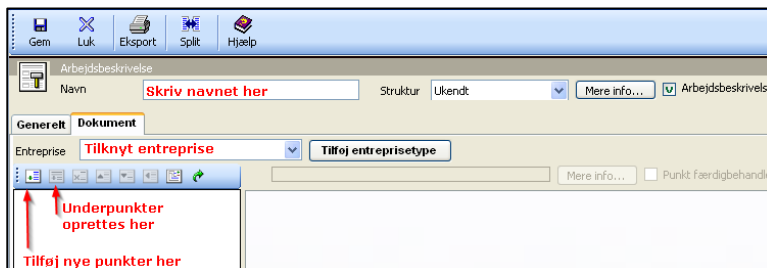 Gem Luk Eksport Split Hjælp
Arbejdsbeskrivelse
Navn Skriv navnet her Struktur Ukendt Mere info... Arbejdsbeskrivels
Generelt Dokument
Entreprise Tilknyt entreprise Tilføj entreprisetype
Mere info... Punkt færdigbehandle
Underpunkter
oprettes her
Tilføj nye punkter her